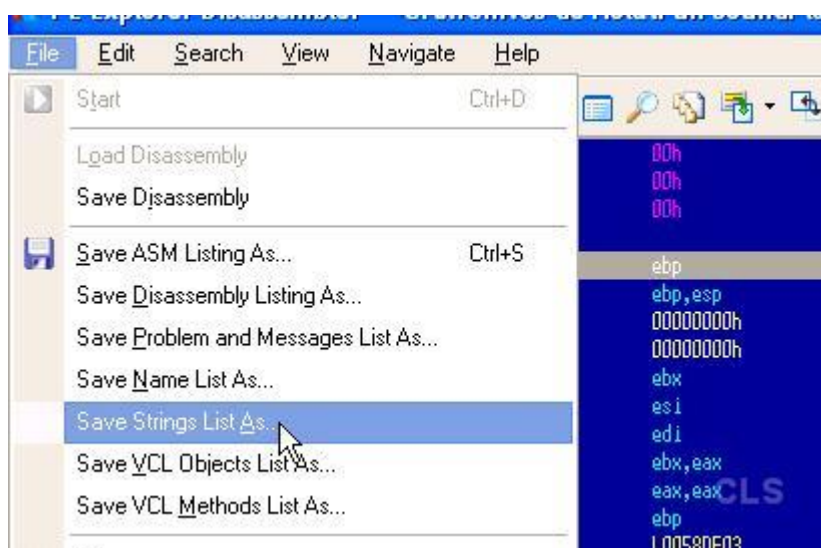 File Edit Search View Navigate Help
Start Ctrl+D
Load Disassembly
Save Disassembly
Save ASM Listing As... Ctrl+S
Save Disassembly Listing As...
Save Problem and Messages List As...
Save Name List As...
Save Strings List As...
Save VCL Objects List As...
Save VCL Methods List As...
00h
00h
00h
ebp
ebp,esp
00000000h
00000000h
ebx
esi
edi
ebx,eax
eax,eax
CLS
ebp